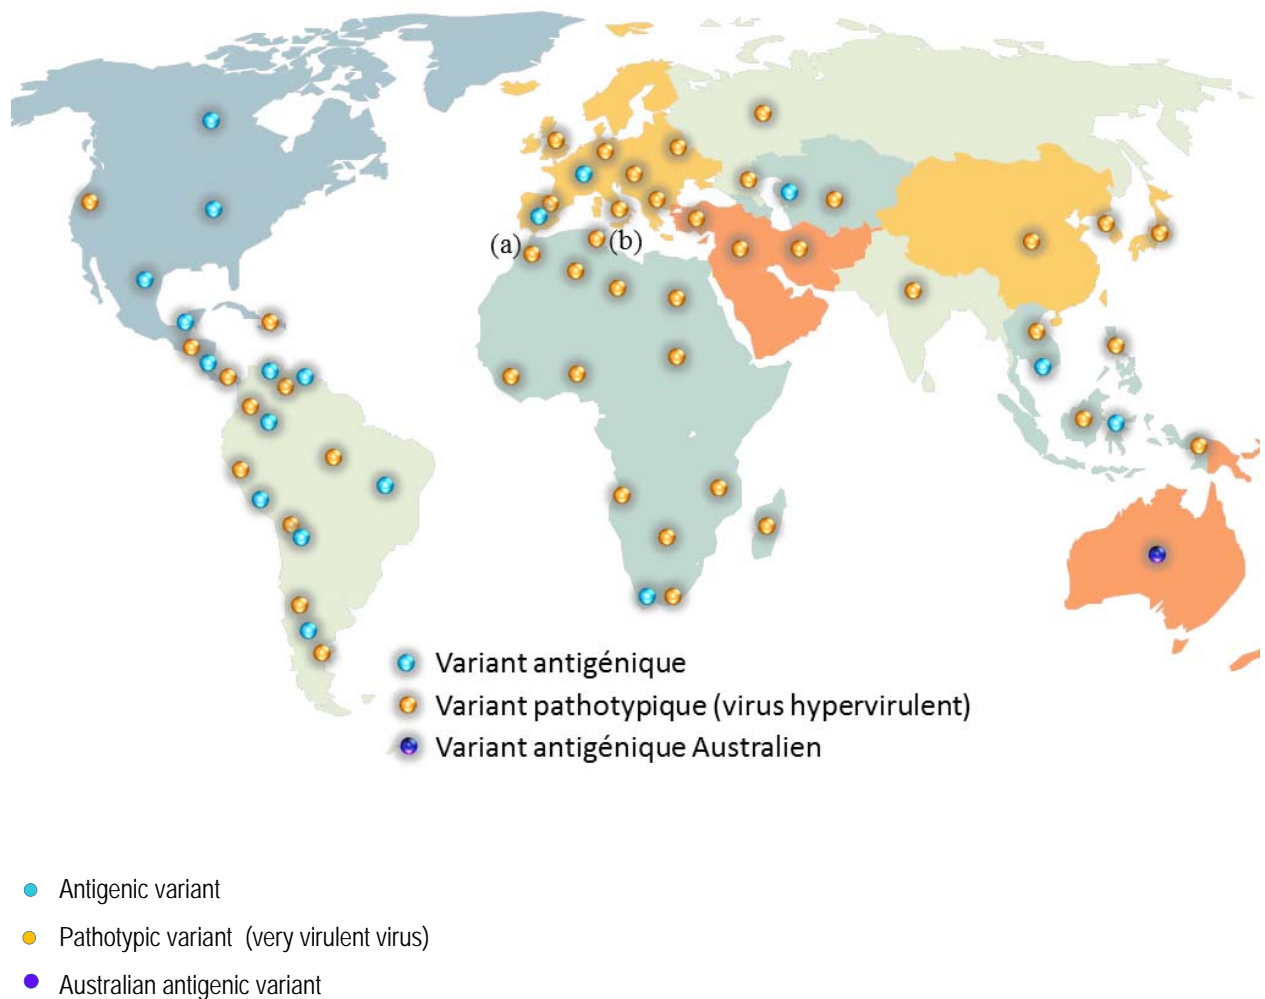 (a)
(b)
Variant antigénique
Variant pathotypique (virus hypervirulent)
Variant antigénique Australien
Antigenic variant
Pathotypic variant (very virulent virus)
Australian antigenic variant